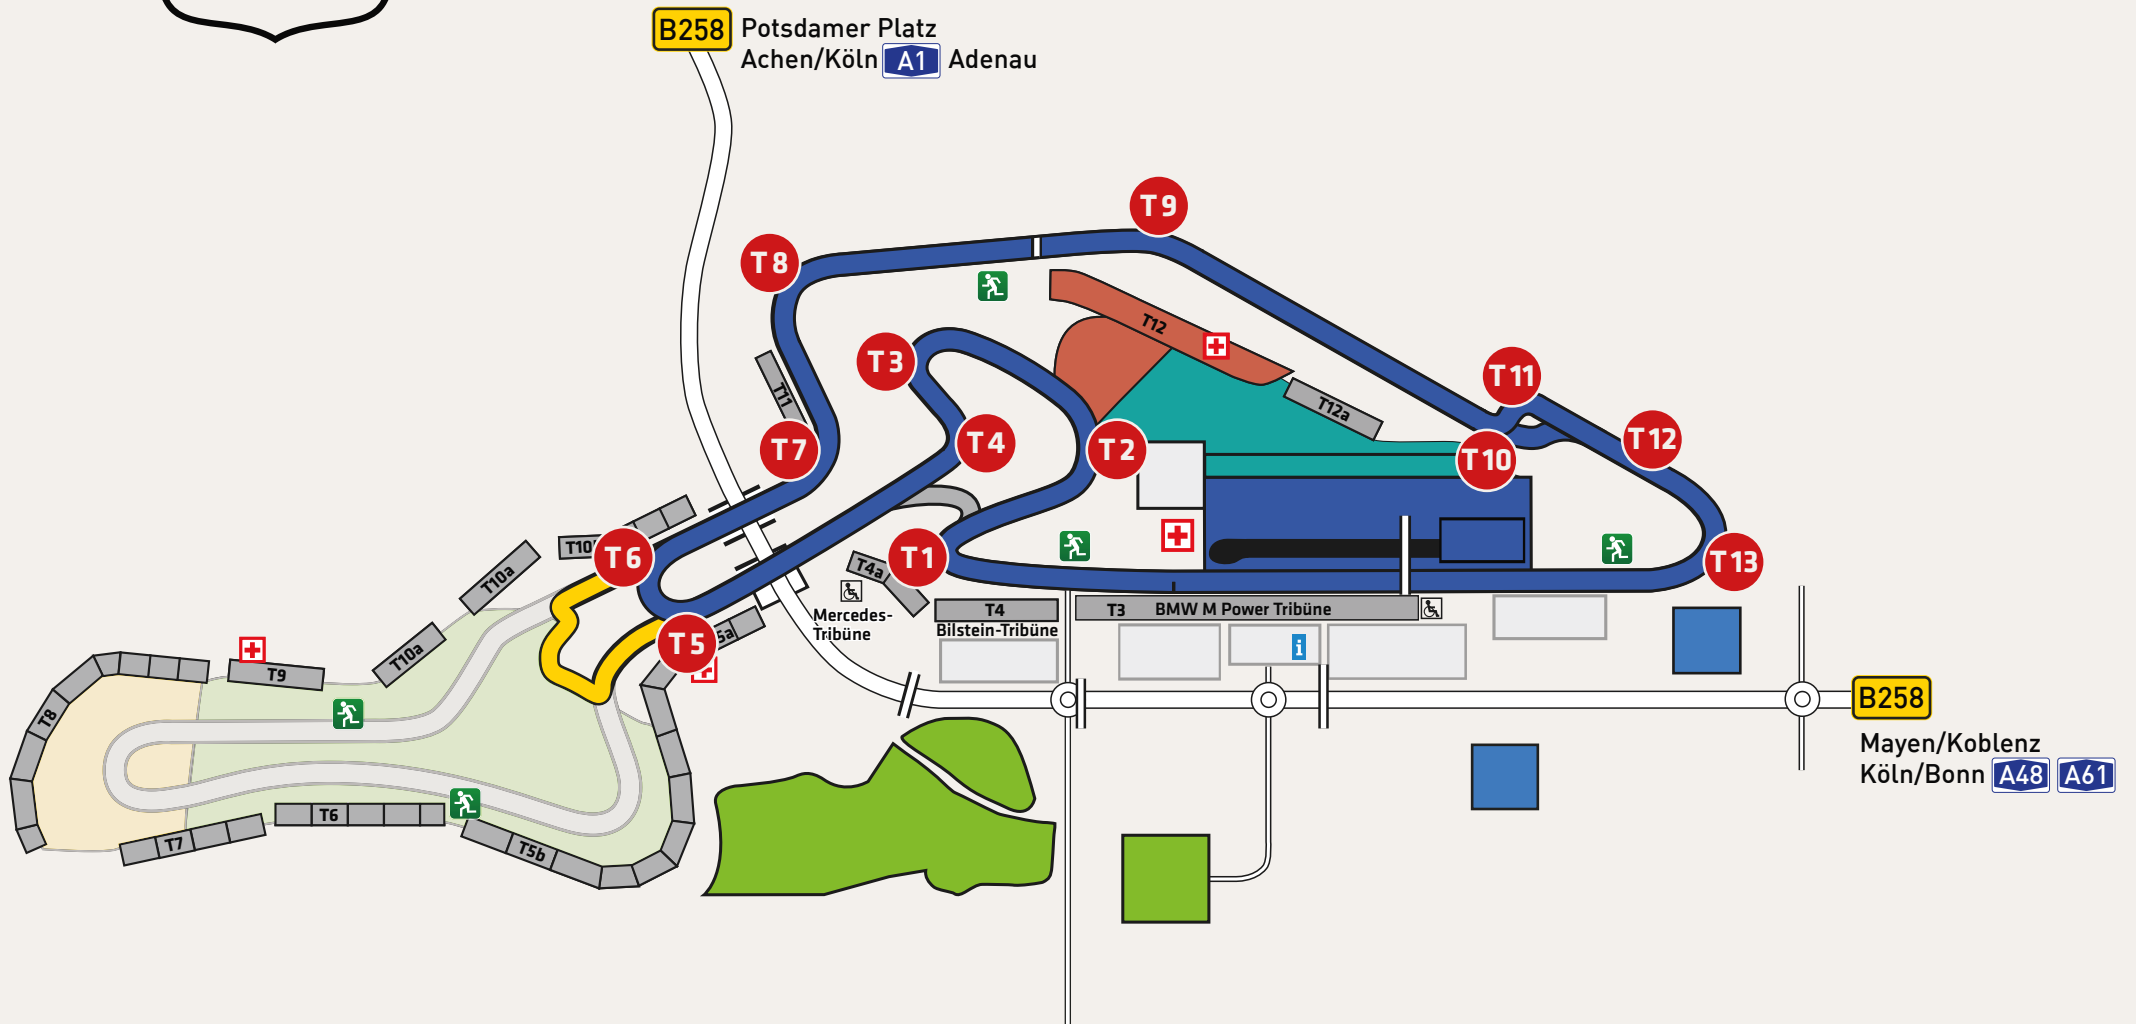 B258
Potsdamer Platz
Achen/Köln A1 Adenau
T9
T8
T12
T3
T11
T11
T12a
T12
T7
T4
T2
T10
T10a
T10
T6
T1
T4a
T13
T4
T3 BMW M Power Tribüne
Mercedes-
Tribüne
Bilstein-Tribüne
T5
5a
i
T10a
T9
T8
B258
Mayen/Koblenz
Köln/Bonn A48 A61
T6
T7
T5b